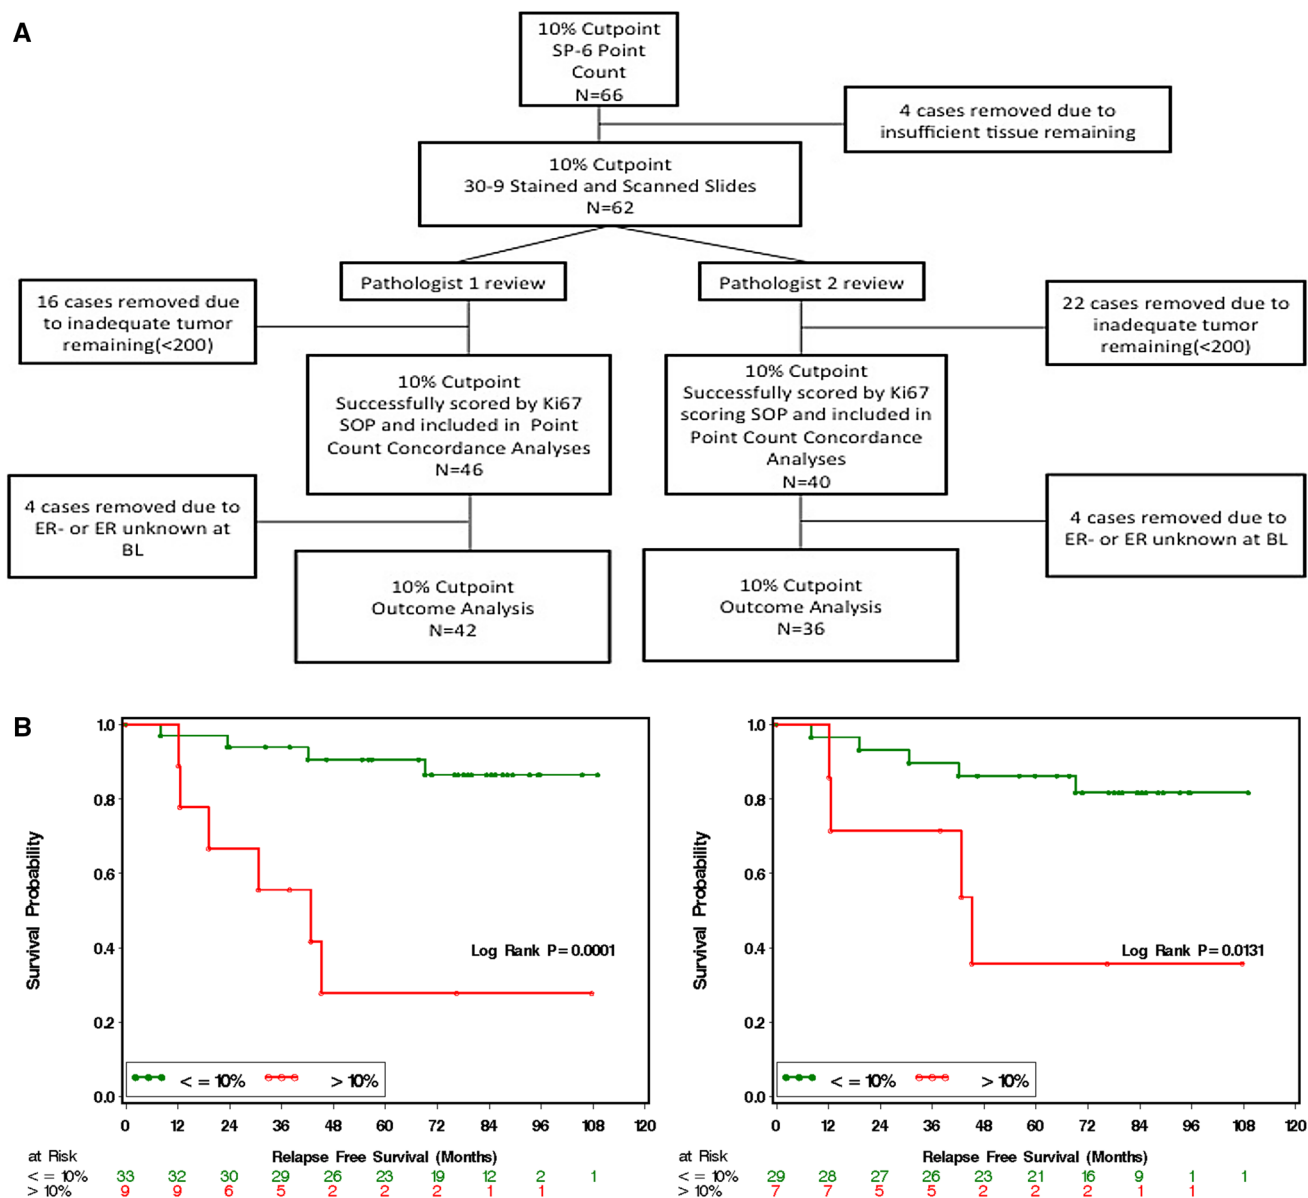 A
10% Cutpoint
SP-6 Point
Count
N=66
4 cases removed due to
insufficient tissue remaining
10% Cutpoint
30-9 Stained and Scanned Slides
N=62
Pathologist 1 review
Pathologist 2 review
16 cases removed due
to inadequate tumor
remaining(<200)
22 cases removed due to
inadequate tumor
remaining(<200)
10% Cutpoint
Successfully scored by Ki67
SOP and included in Point
Count Concordance Analyses
N=46
10% Cutpoint
Successfully scored by Ki67
scoring SOP and included in
Point Count Concordance
Analyses
N=40
4 cases removed due to
ER- or ER unknown at
BL
4 cases removed due to
ER- or ER unknown at BL
10% Cutpoint
Outcome Analysis
N=42
10% Cutpoint
Outcome Analysis
N=36
B
1.0
0.8
0.6
0.4
0.2
0.0
Survival Probability
Log Rank P=0.0001
<=10% >10%
0 12 24 36 48 60 72 84 96 108 120
at Risk Relapse Free Survival (Months)
<=10% 33 32 30 29 26 23 19 12 2 1
>10% 9 9 6 5 2 2 2 1 1
1.0
0.8
0.6
0.4
0.2
0.0
Survival Probability
Log Rank P=0.0131
<=10% >10%
0 12 24 36 48 60 72 84 96 108 120
at Risk Relapse Free Survival (Months)
<=10% 29 28 27 26 23 21 16 9 1 1
>10% 7 7 5 5 2 2 2 1 1